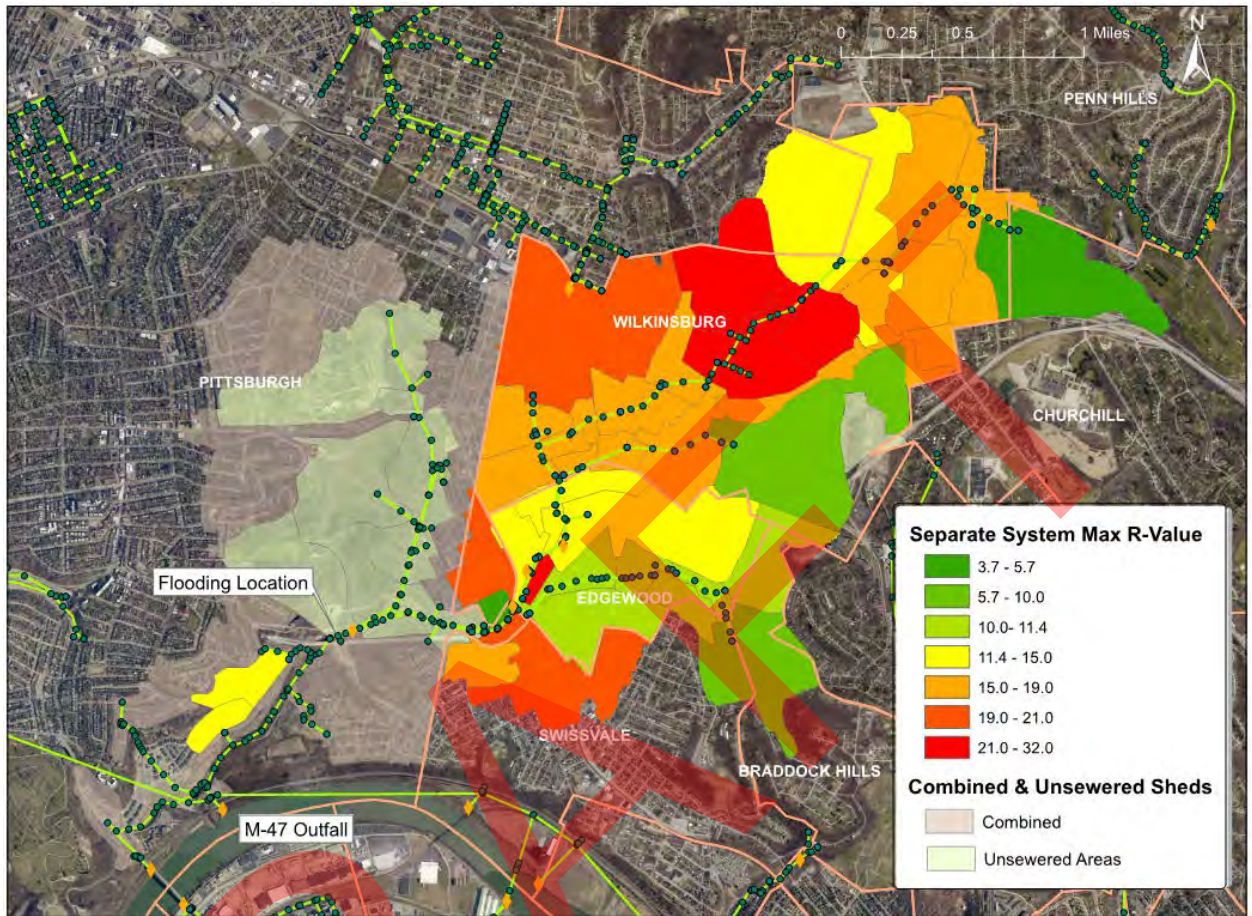 0 0.25 0.5 1 Miles
N
PENN HILLS
WILKINSBURG
PITTSBURGH
CHURCHILL
Flooding Location
EDGEWOOD
SWISSVALE
BRADDOCK HILLS
M-47 Outfall
Separate System Max R-Value
3.7 - 5.7
5.7 - 10.0
10.0- 11.4
11.4 - 15.0
15.0 - 19.0
19.0 - 21.0
21.0 - 32.0
Combined & Unsewered Sheds
Combined
Unsewered Areas